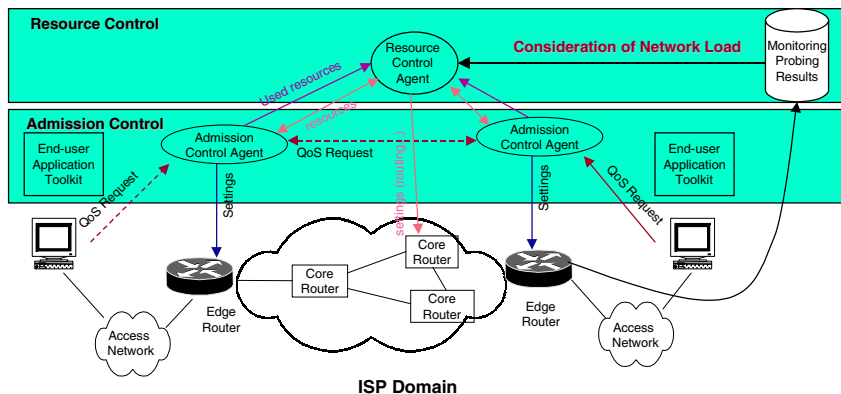 Resource Control
Resource
Control
Agent
Consideration of Network Load
Monitoring
Probing
Results
Used resources
resources
Admission Control
End-user
Application
Toolkit
Admission
Control Agent
QoS Request
Admission
Control Agent
End-user
Application
Toolkit
QoS Request
Settings
settings(routing...)
Settings
QoS Request
Core
Router
Core
Router
Core
Router
Edge
Router
Edge
Router
Access
Network
Access
Network
ISP Domain